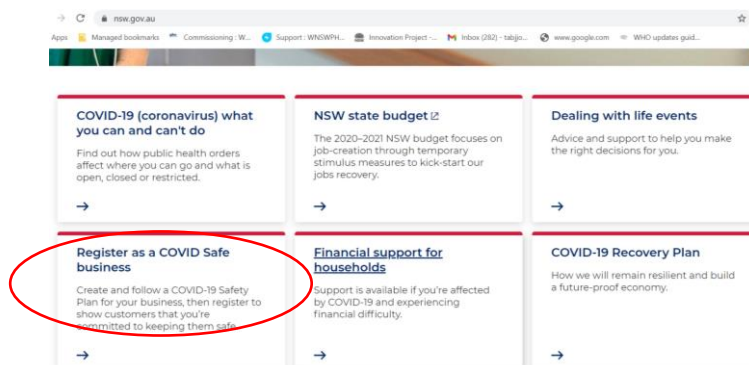 nsw.gov.au
Apps Managed bookmarks Commissioning : W... Support : WNSWPH... Innovation Project -... Inbox (282) - tabjjo... www.google.com WHO updates guid...
COVID-19 (coronavirus) what
you can and can't do
Find out how public health orders
affect where you can go and what is
open, closed or restricted.
NSW state budget
The 2020–2021 NSW budget focuses on
job-creation through temporary
stimulus measures to kick-start our
jobs recovery.
Dealing with life events
Advice and support to help you make
the right decisions for you.
Register as a COVID Safe
business
Create and follow a COVID-19 Safety
Plan for your business, then register to
show customers that you're
committed to keeping them safe.
Financial support for
households
Support is available if you're affected
by COVID-19 and experiencing
financial difficulty.
COVID-19 Recovery Plan
How we will remain resilient and build
a future-proof economy.